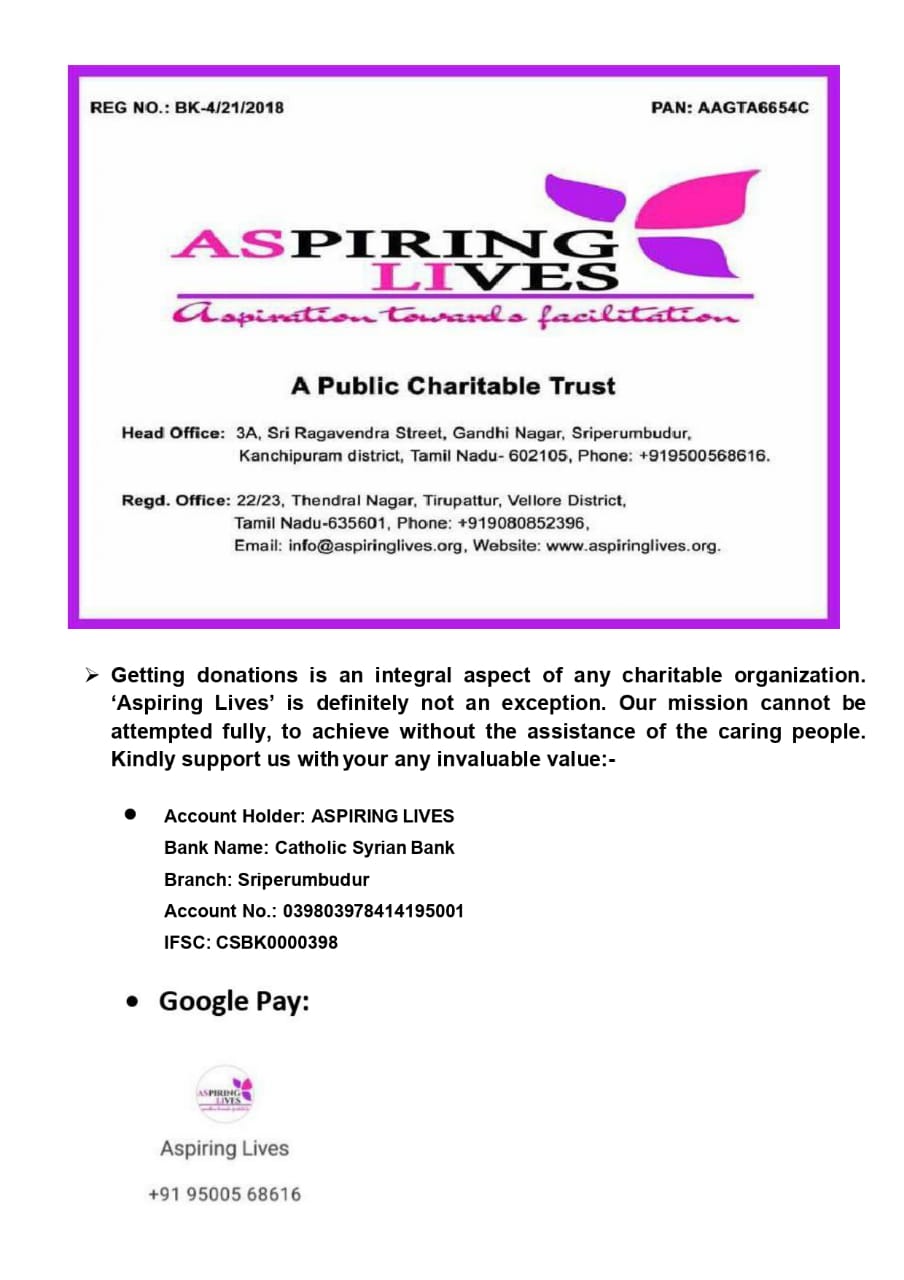 REG NO.: BK-4/21/2018 PAN: AAGTA6654C
ASPIRING
LIVES
Aspiration towards facilitation
A Public Charitable Trust
Head Office: 3A, Sri Ragavendra Street, Gandhi Nagar, Sriperumbudur,
Kanchipuram district, Tamil Nadu- 602105, Phone: +919500568616.
Regd. Office: 22/23, Thendral Nagar, Tirupattur, Vellore District,
Tamil Nadu-635601, Phone: +919080852396,
Email: info@aspiringlives.org, Website: www.aspiringlives.org.
➢ Getting donations is an integral aspect of any charitable organization.
‘Aspiring Lives’ is definitely not an exception. Our mission cannot be
attempted fully, to achieve without the assistance of the caring people.
Kindly support us with your any invaluable value:-
• Account Holder: ASPIRING LIVES
Bank Name: Catholic Syrian Bank
Branch: Sriperumbudur
Account No.: 039803978414195001
IFSC: CSBK0000398
• Google Pay:
ASPIRING
LIVES
Aspiring Lives
+91 95005 68616